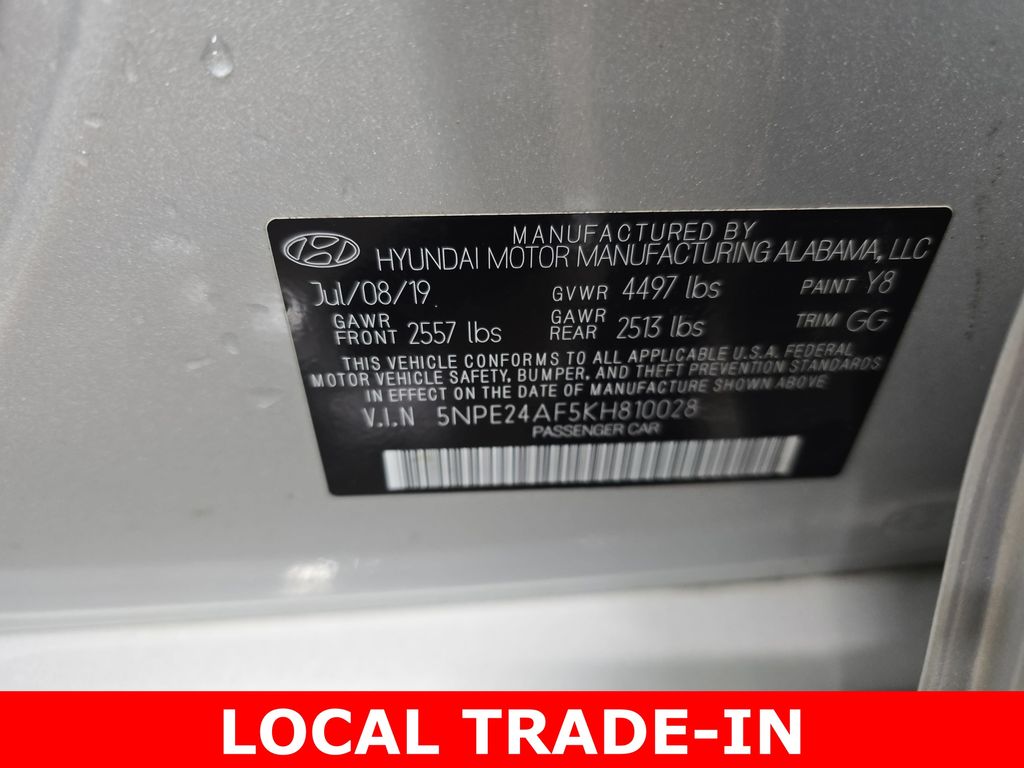 MANUFACTURED BY
HYUNDAI MOTOR MANUFACTURING ALABAMA, LLC
Jul/08/19 GVWR 4497 lbs PAINT Y8
GAWR FRONT 2557 lbs GAWR REAR 2513 lbs TRIM GG
THIS VEHICLE CONFORMS TO ALL APPLICABLE U.S.A. FEDERAL
MOTOR VEHICLE SAFETY, BUMPER, AND THEFT PREVENTION STANDARDS
IN EFFECT ON THE DATE OF MANUFACTURE SHOWN ABOVE
V.I.N 5NPE24AF5KH810028
PASSENGER CAR
LOCAL TRADE-IN